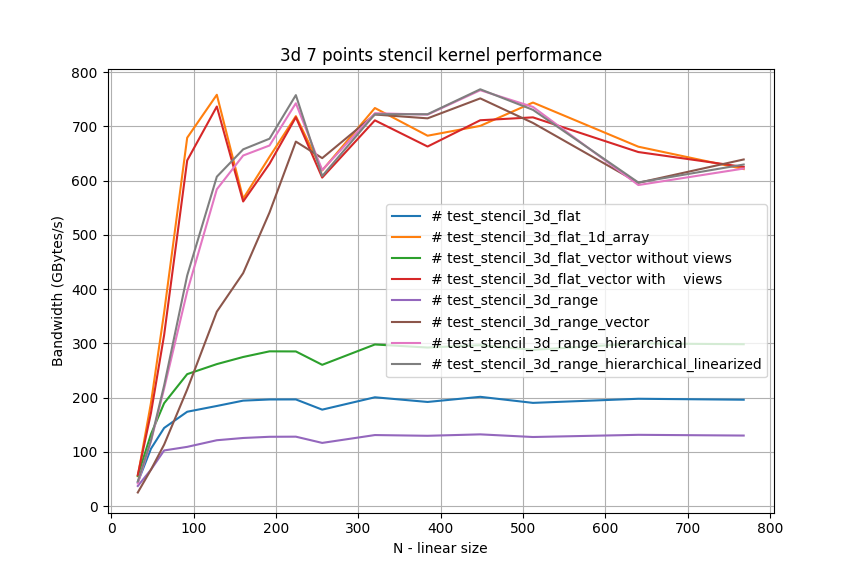 3d 7 points stencil kernel performance
800
700
600
500
400
300
200
100
0
Bandwidth (GBytes/s)
# test_stencil_3d_flat
# test_stencil_3d_flat_1d_array
# test_stencil_3d_flat_vector without views
# test_stencil_3d_flat_vector with    views
# test_stencil_3d_range
# test_stencil_3d_range_vector
# test_stencil_3d_range_hierarchical
# test_stencil_3d_range_hierarchical_linearized
0 100 200 300 400 500 600 700 800
N - linear size